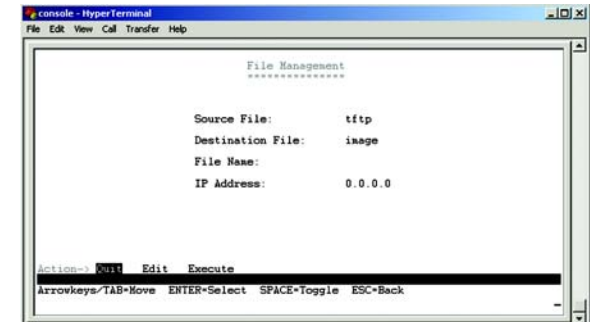 console - HyperTerminal
File Edit View Call Transfer Help
File Management
===============
Source File: tftp
Destination File: image
File Name:
IP Address: 0.0.0.0
Action-> Quit Edit Execute
Arrowkeys/TAB=Move ENTER=Select SPACE=Toggle ESC=Back